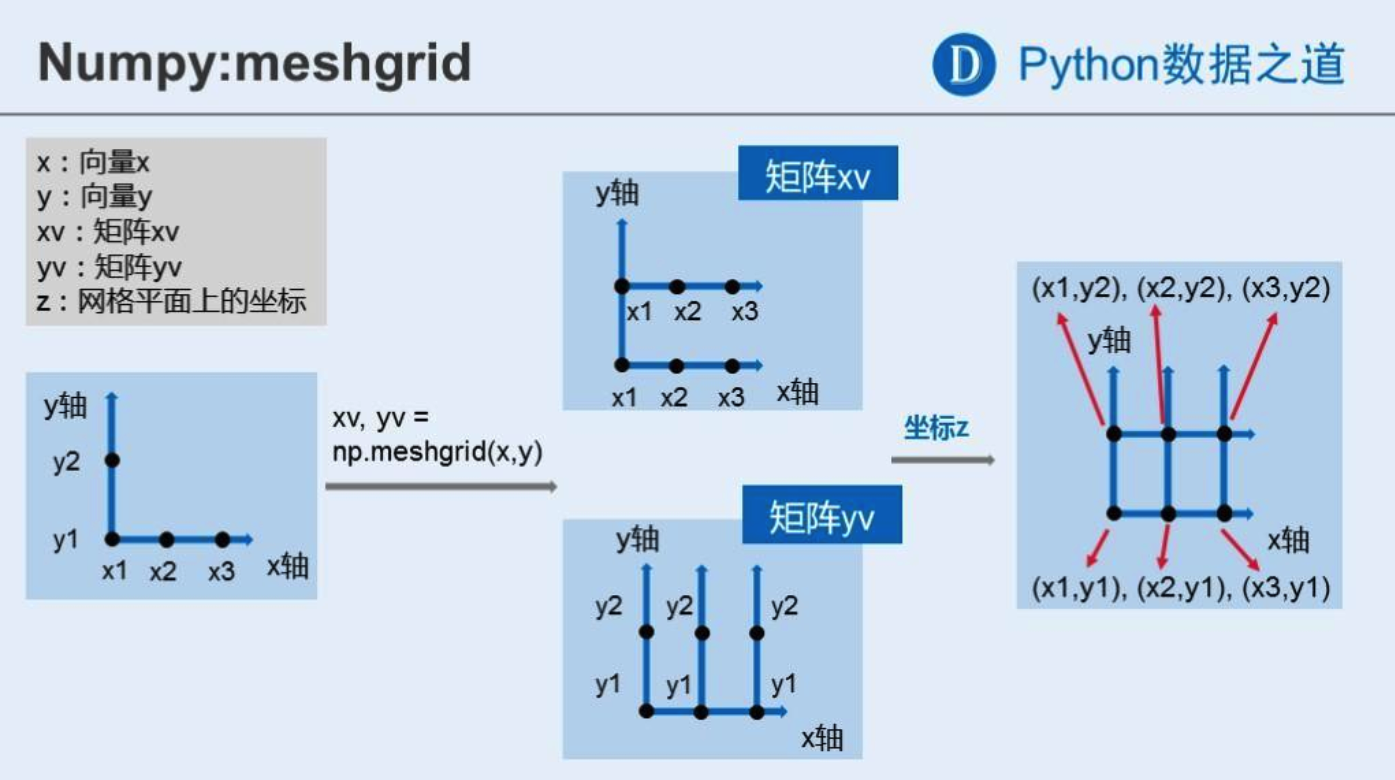 Numpy:meshgrid
D Python数据之道
x：向量x
y：向量y
xv：矩阵xv
yv：矩阵yv
z：网格平面上的坐标
y轴
y2
y1
x1 x2 x3 x轴
xv, yv =
np.meshgrid(x,y)
矩阵xv
y轴
x1 x2 x3
x1 x2 x3 x轴
矩阵yv
y轴
y2 y2 y2
y1 y1 y1
x轴
坐标z
(x1,y2), (x2,y2), (x3,y2)
y轴
x轴
(x1,y1), (x2,y1), (x3,y1)